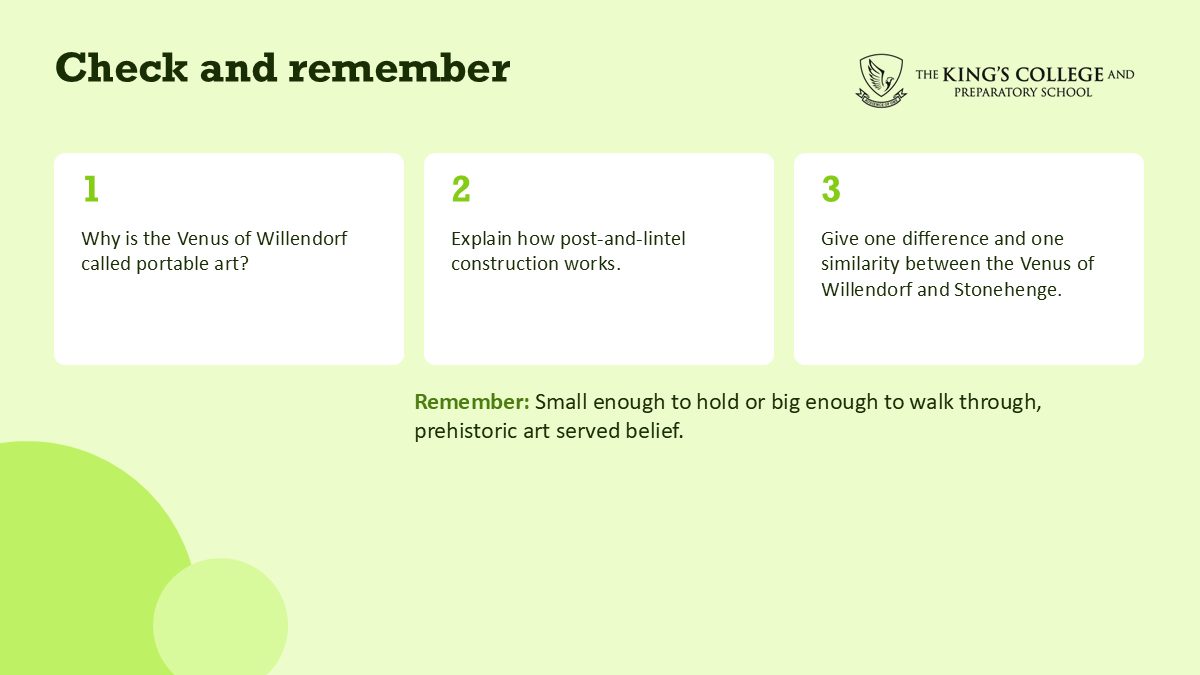 Check and remember
THE KING'S COLLEGE AND
PREPARATORY SCHOOL
1
Why is the Venus of Willendorf
called portable art?
2
Explain how post-and-lintel
construction works.
3
Give one difference and one
similarity between the Venus of
Willendorf and Stonehenge.
Remember: Small enough to hold or big enough to walk through,
prehistoric art served belief.